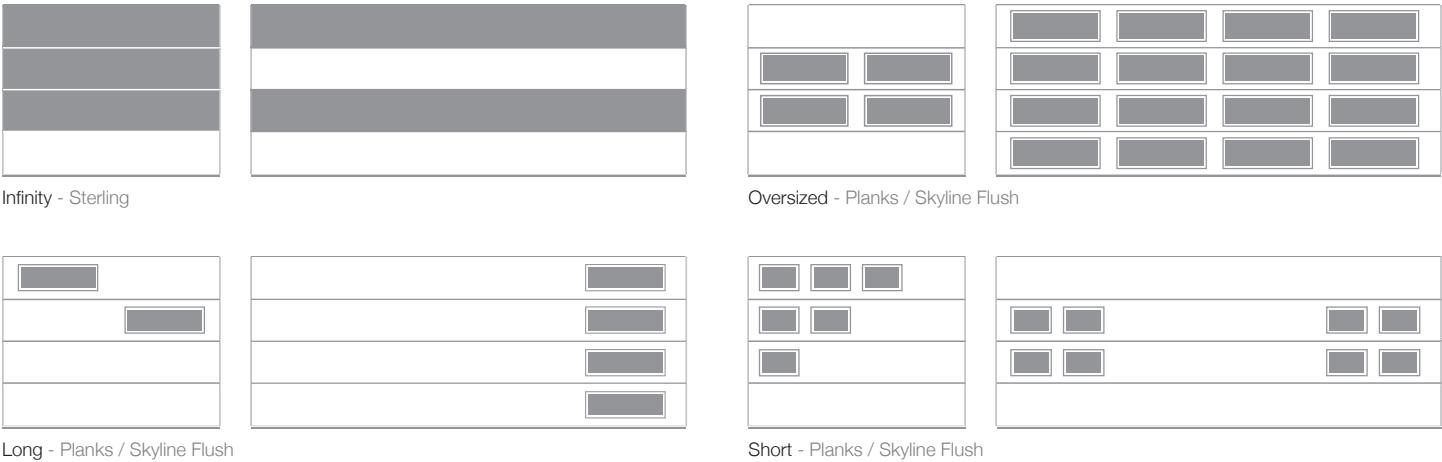 Infinity - Sterling
Oversized - Planks / Skyline Flush
Long - Planks / Skyline Flush
Short - Planks / Skyline Flush